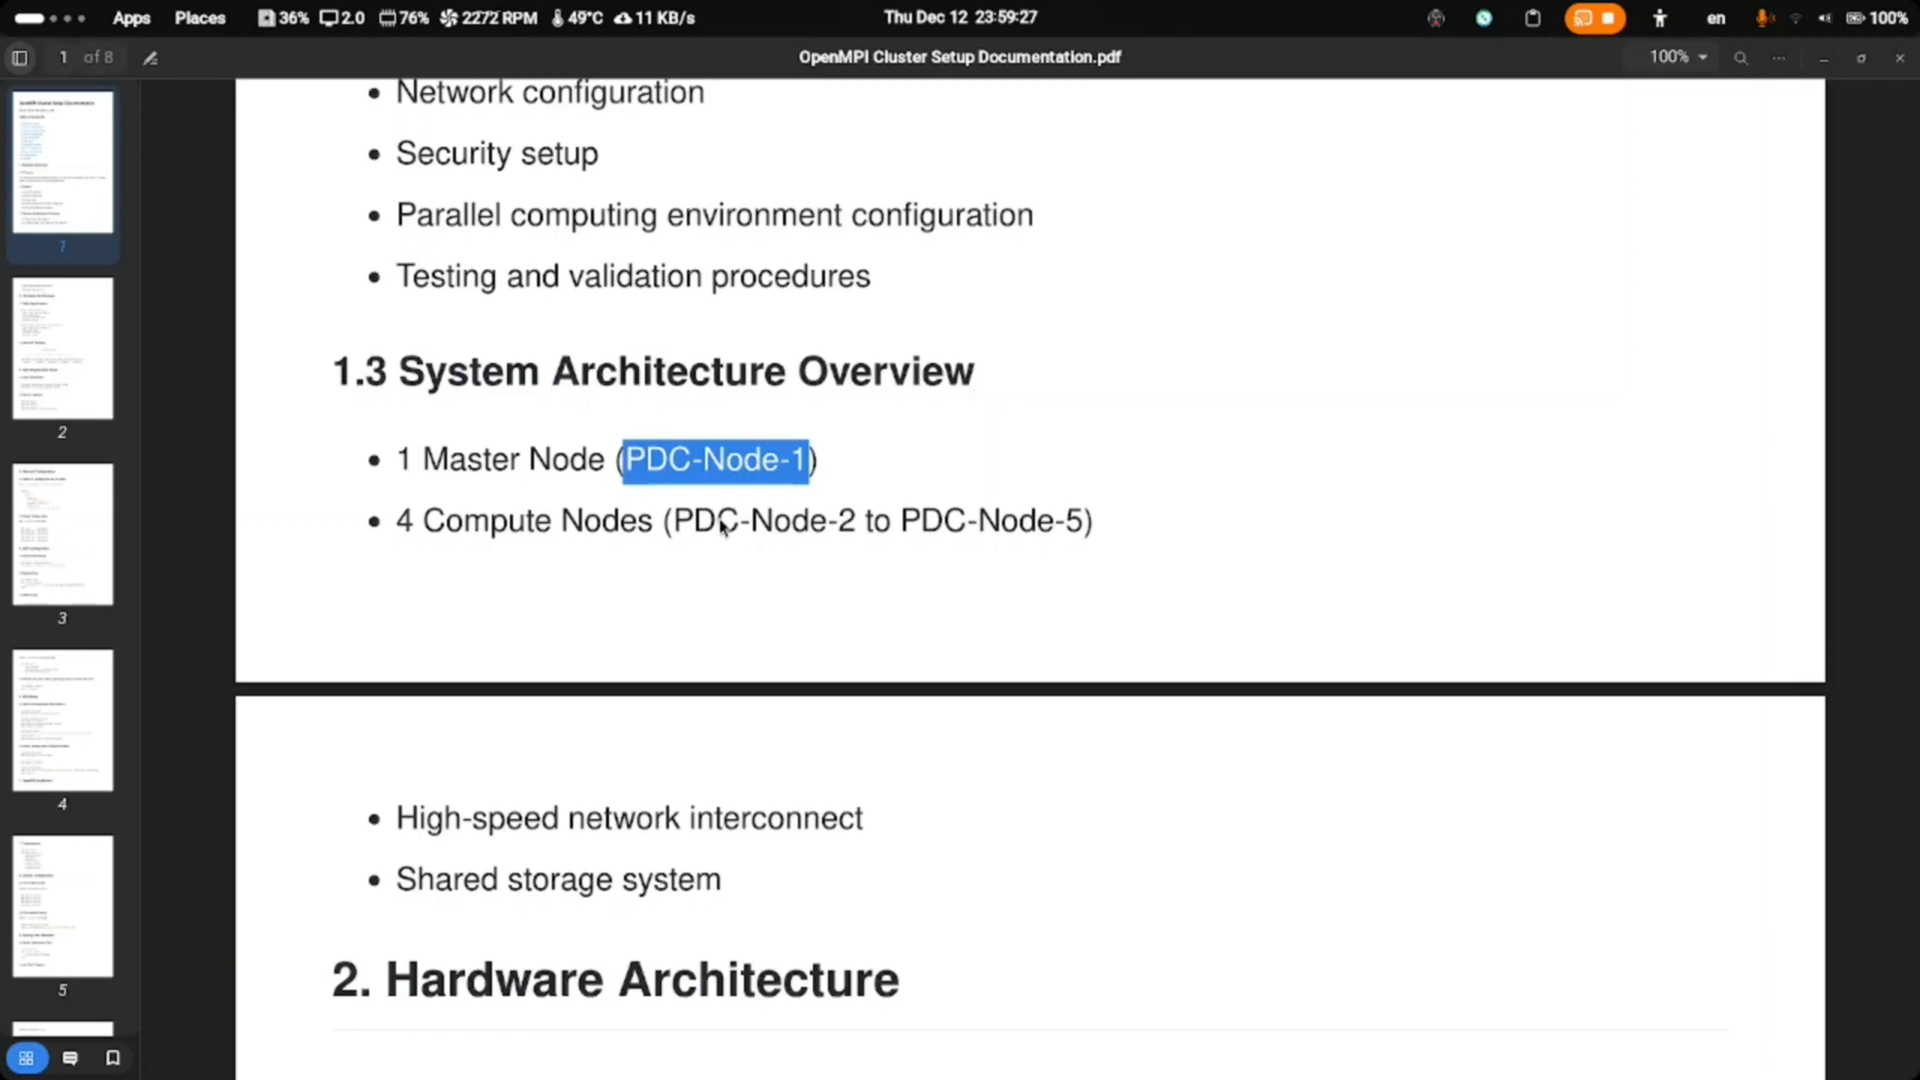 Apps Places 36% 2.0 76% 2272 RPM 49°C 11 KB/s Thu Dec 12 23:59:27 en 100%
1 of 8 OpenMPI Cluster Setup Documentation.pdf 100%
• Network configuration
• Security setup
• Parallel computing environment configuration
• Testing and validation procedures
1.3 System Architecture Overview
• 1 Master Node (PDC-Node-1)
• 4 Compute Nodes (PDC-Node-2 to PDC-Node-5)
• High-speed network interconnect
• Shared storage system
2. Hardware Architecture
1
2
3
4
5